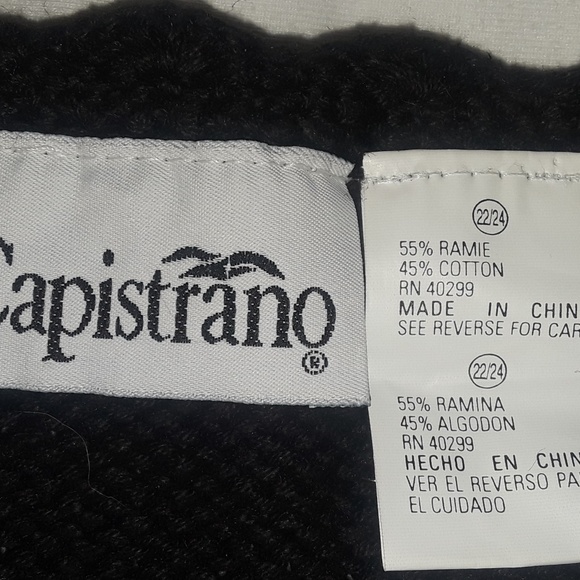 Capistrano
®
22/24
55% RAMIE
45% COTTON
RN 40299
MADE IN CHIN
SEE REVERSE FOR CAR
22/24
55% RAMINA
45% ALGODON
RN 40299
HECHO EN CHIN
VER EL REVERSO PA
EL CUIDADO